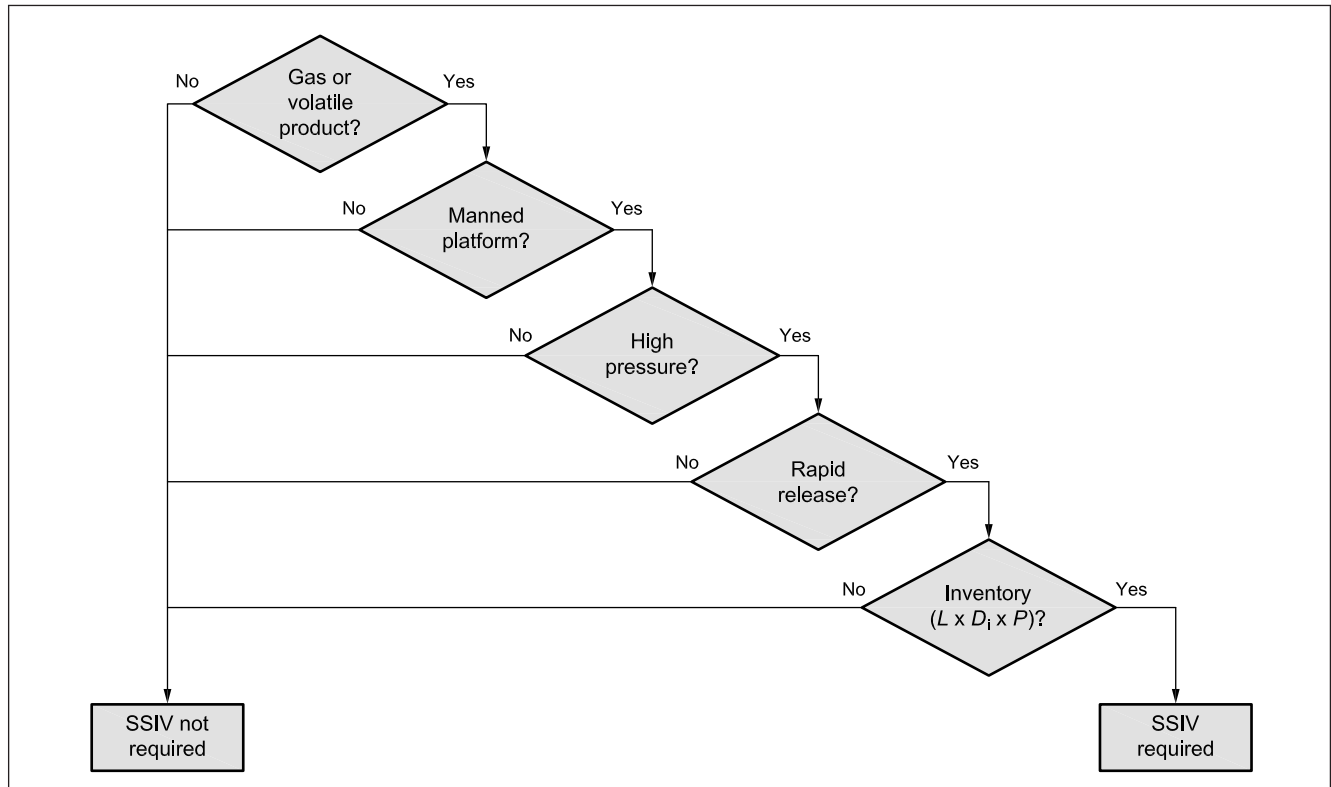 No
Yes
Gas or
volatile
product?
No
Yes
Manned
platform?
No
Yes
High
pressure?
No
Yes
Rapid
release?
No
Yes
Inventory
(L x Di x P)?
SSIV not
required
SSIV
required